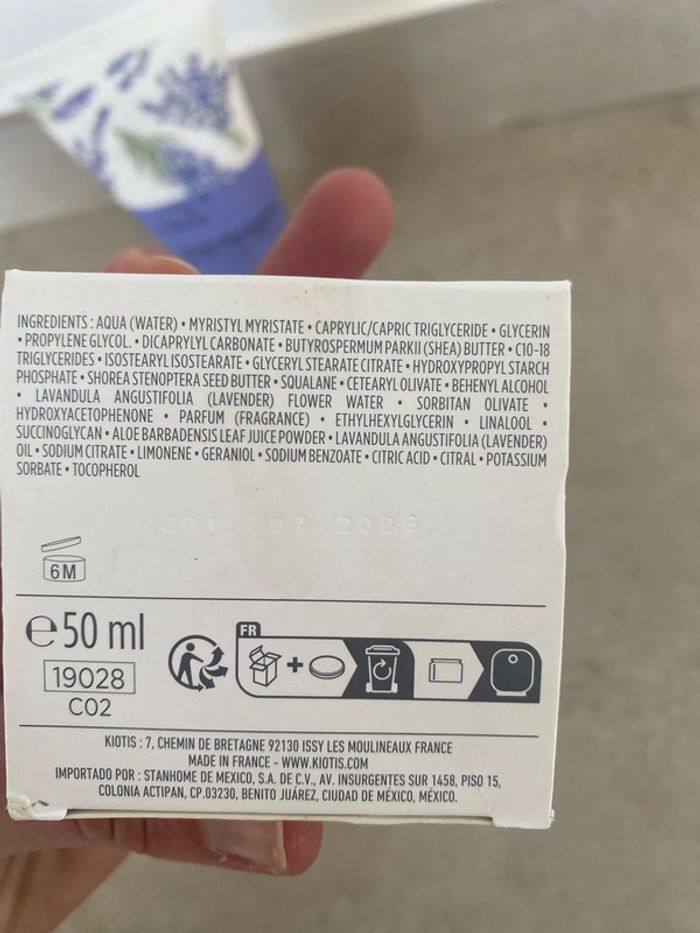 INGREDIENTS : AQUA (WATER) • MYRISTYL MYRISTATE • CAPRYLIC/CAPRIC TRIGLYCERIDE • GLYCERIN
• PROPYLENE GLYCOL. • DICAPRYLYL CARBONATE • BUTYROSPERMUM PARKII (SHEA) BUTTER • C10-18
TRIGLYCERIDES • ISOSTEARYL ISOSTEARATE • GLYCERYL STEARATE CITRATE • HYDROXYPROPYL STARCH
PHOSPHATE • SHOREA STENOPTERA SEED BUTTER • SQUALANE • CETEARYL OLIVATE • BEHENYL ALCOHOL
• LAVANDULA ANGUSTIFOLIA (LAVENDER) FLOWER WATER • SORBITAN OLIVATE •
HYDROXYACETOPHENONE • PARFUM (FRAGRANCE) • ETHYLHEXYLGLYCERIN • LINALOOL •
SUCCINOGLYCAN • ALOE BARBADENSIS LEAF JUICE POWDER • LAVANDULA ANGUSTIFOLIA (LAVENDER)
OIL • SODIUM CITRATE • LIMONENE • GERANIOL • SODIUM BENZOATE • CITRIC ACID • CITRAL • POTASSIUM
SORBATE • TOCOPHEROL
07 2026
6M
e 50 ml
FR
19028
C02
KIOTIS : 7, CHEMIN DE BRETAGNE 92130 ISSY LES MOULINEAUX FRANCE
MADE IN FRANCE - WWW.KIOTIS.COM
IMPORTADO POR : STANHOME DE MEXICO, S.A. DE C.V., AV. INSURGENTES SUR 1458, PISO 15,
COLONIA ACTIPAN, CP.03230, BENITO JUÁREZ, CIUDAD DE MÉXICO, MÉXICO.